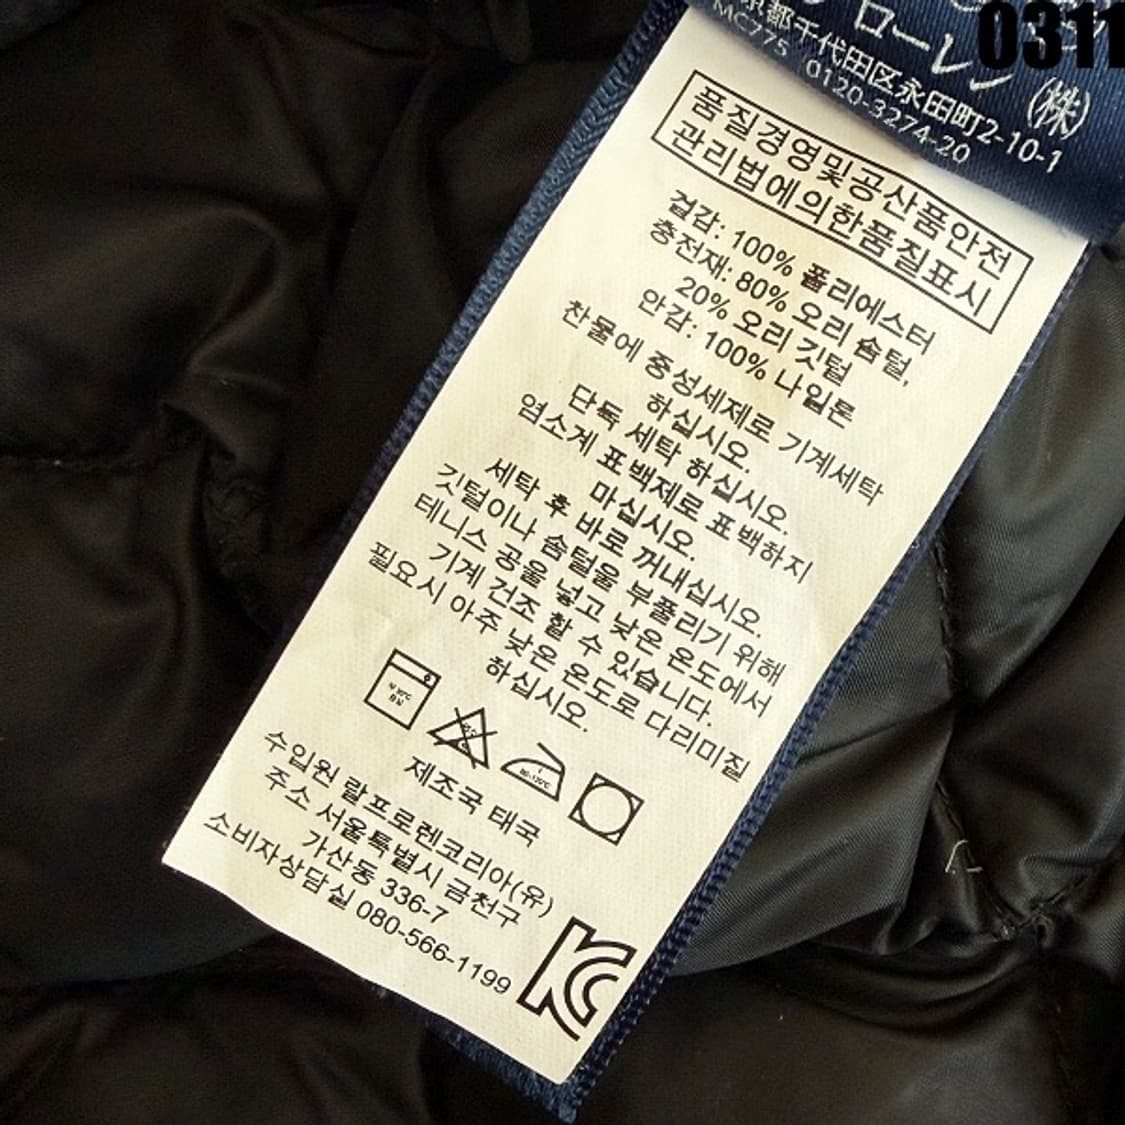 0311
ローレン (株)
京都千代田区永田町2-10-1
MC775 0120-3274-20
품질경영및공산품안전
관리법에의한품질표시
겉감: 100% 폴리에스터
충전재: 80% 오리 솜털,
20% 오리 깃털
안감: 100% 나일론
찬물에 중성세제로 기계세탁
하십시오.
단독 세탁 하십시오.
염소계 표백제로 표백하지
마십시오.
세탁 후 바로 꺼내십시오.
깃털이나 솜털을 부풀리기 위해
테니스 공을 넣고 낮은 온도에서
기계 건조 할 수 있습니다.
필요시 아주 낮은 온도로 다리미질
하십시오.
80-120℃
제조국 태국
수입원 랄프로렌코리아(유)
주소 서울특별시 금천구
가산동 336-7
소비자상담실 080-566-1199